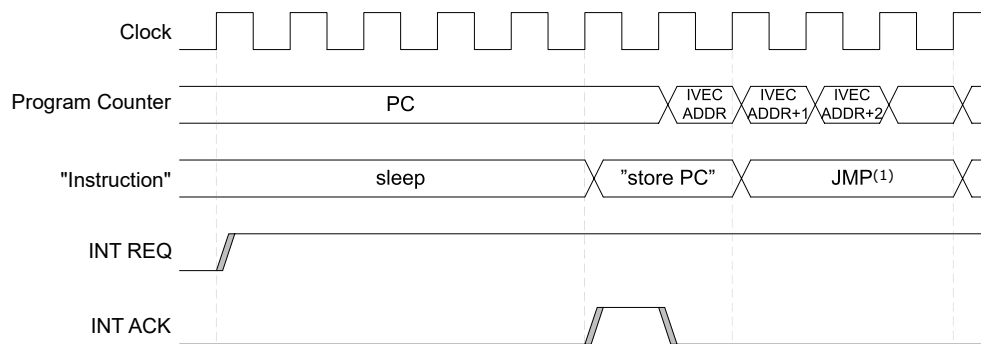 Clock
Program Counter
PC
IVEC
ADDR
IVEC
ADDR+1
IVEC
ADDR+2
"Instruction"
sleep
”store PC”
JMP(1)
INT REQ
INT ACK